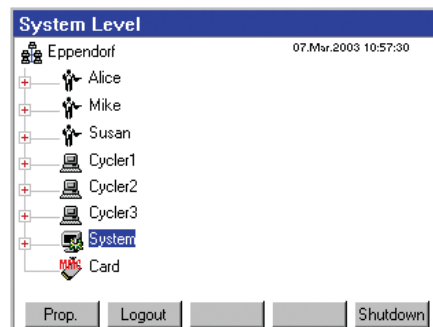 System Level
Eppendorf 07.Mar.2003 10:57:30
Alice
Mike
Susan
Cycler1
Cycler2
Cycler3
System
Card
Prop. Logout Shutdown